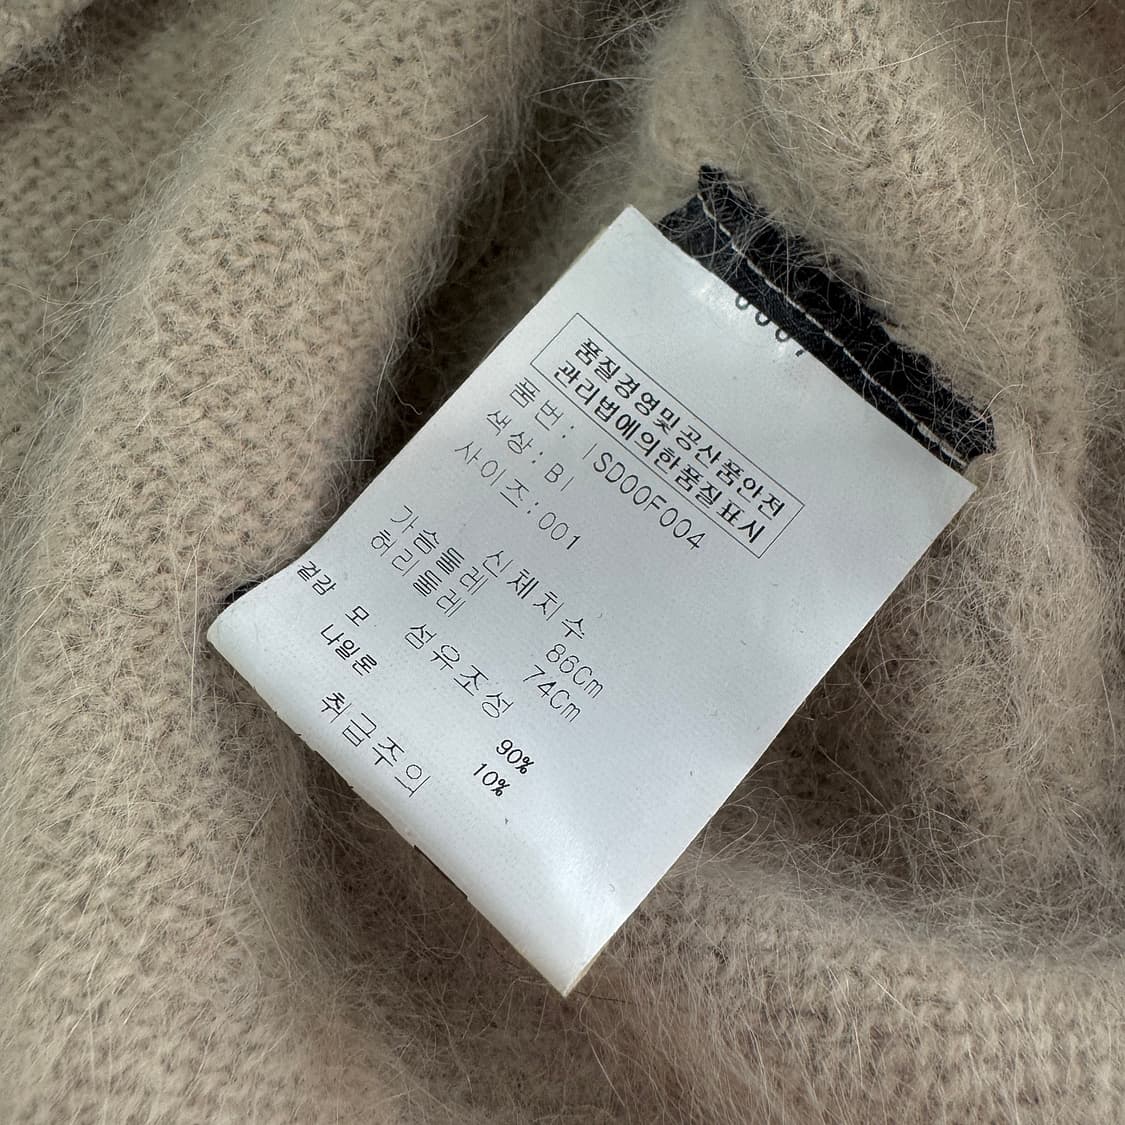 품질경영및공산품안전
관리법에의한품질표시
품번: ISD00F004
색상: BI
사이즈: 001
신체치수
가슴둘레 86Cm
허리둘레 74Cm
섬유조성
겉감 모 90%
나일론 10%
취급주의